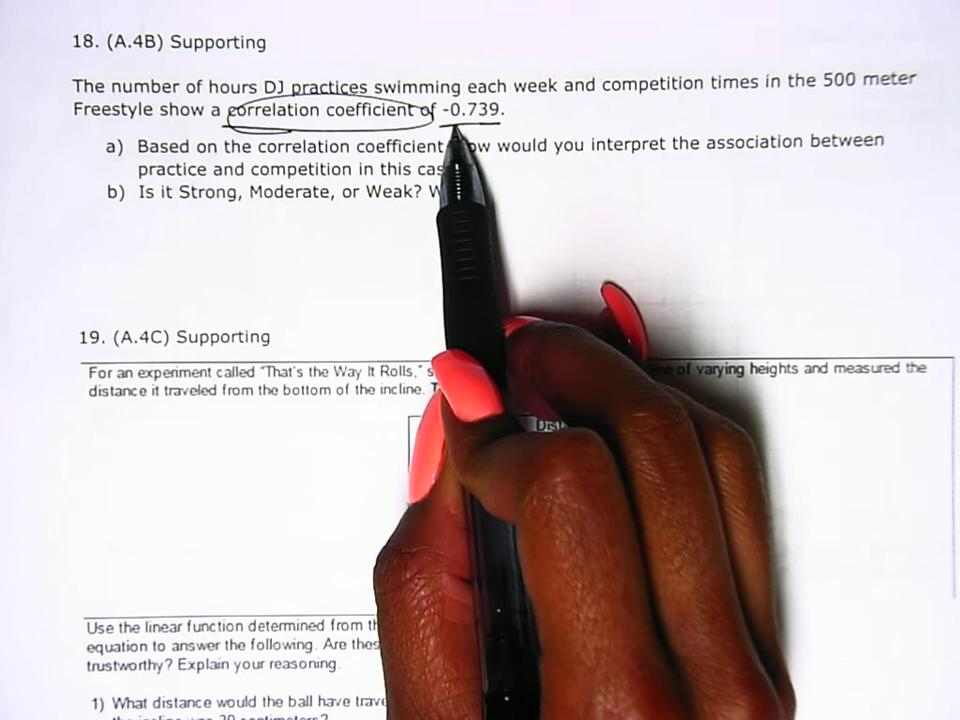 18. (A.4B) Supporting
The number of hours DJ practices swimming each week and competition times in the 500 meter
Freestyle show a correlation coefficient of -0.739.
a) Based on the correlation coefficient how would you interpret the association between
practice and competition in this
b) Is it Strong, Moderate, or Weak?
19. (A.4C) Supporting
For an experiment called "That's the Way It Rolls," of varying heights and measured the
distance it traveled from the bottom of the incline.
Use the linear function determined from
equation to answer the following. Are
trustworthy? Explain your reasoning.
1) What distance would the ball have